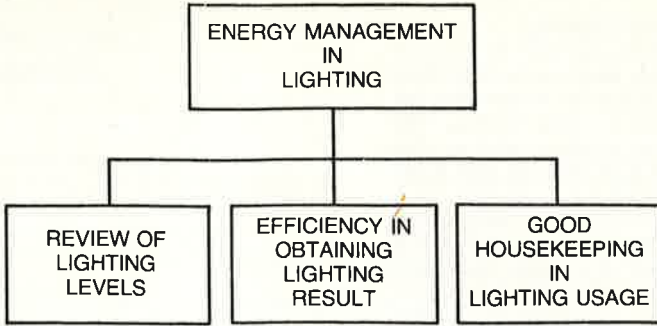 ENERGY MANAGEMENT
IN
LIGHTING
REVIEW OF
LIGHTING
LEVELS
EFFICIENCY IN
OBTAINING
LIGHTING
RESULT
GOOD
HOUSEKEEPING
IN
LIGHTING USAGE